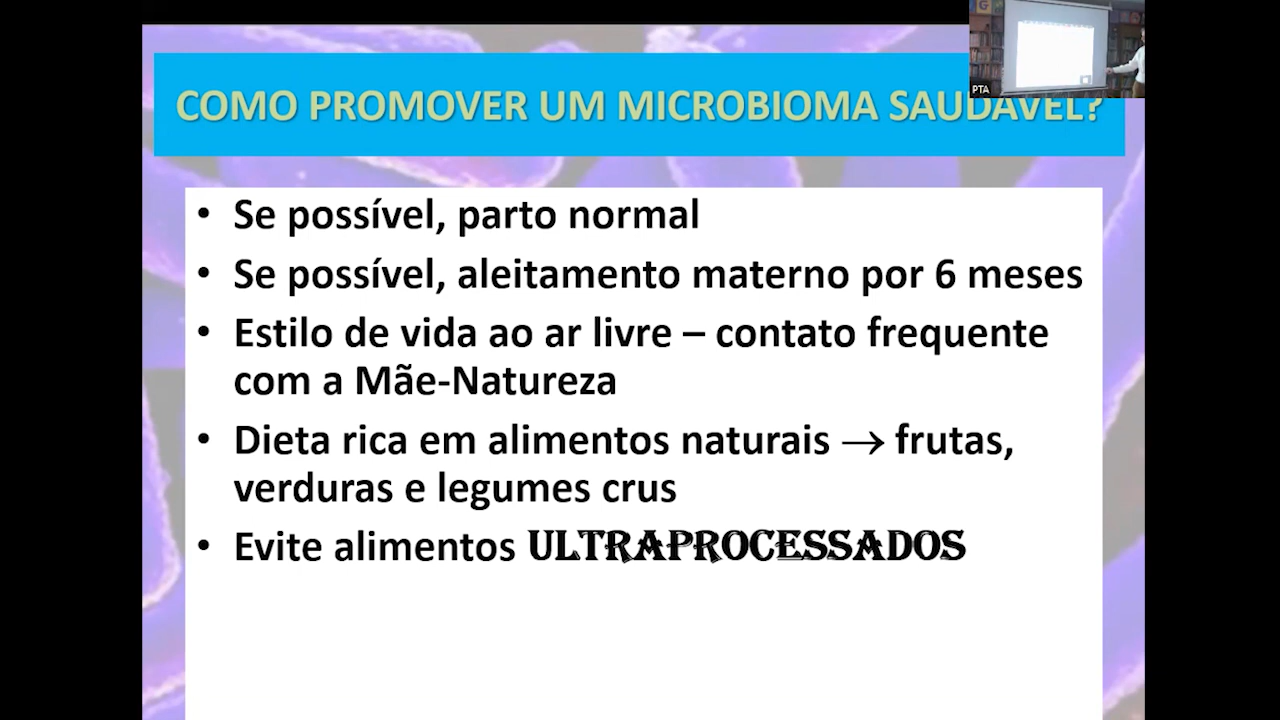 PTA
COMO PROMOVER UM MICROBIOMA SAUDÁVEL?
• Se possível, parto normal
• Se possível, aleitamento materno por 6 meses
• Estilo de vida ao ar livre – contato frequente
com a Mãe-Natureza
• Dieta rica em alimentos naturais → frutas,
verduras e legumes crus
• Evite alimentos ULTRAPROCESSADOS